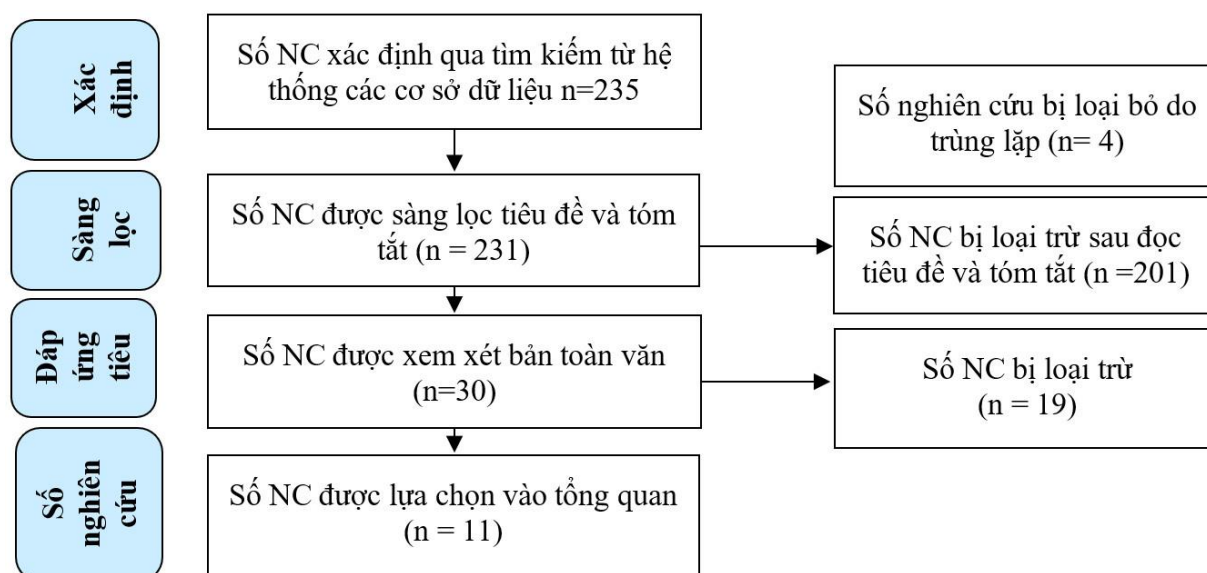 Xác
định
Số NC xác định qua tìm kiếm từ hệ
thống các cơ sở dữ liệu n=235
Số nghiên cứu bị loại bỏ do
trùng lặp (n= 4)
Sàng
lọc
Số NC được sàng lọc tiêu đề và tóm
tắt (n = 231)
Số NC bị loại trừ sau đọc
tiêu đề và tóm tắt (n =201)
Đáp
ứng
tiêu
Số NC được xem xét bản toàn văn
(n=30)
Số NC bị loại trừ
(n = 19)
Số
nghiên
cứu
Số NC được lựa chọn vào tổng quan
(n = 11)